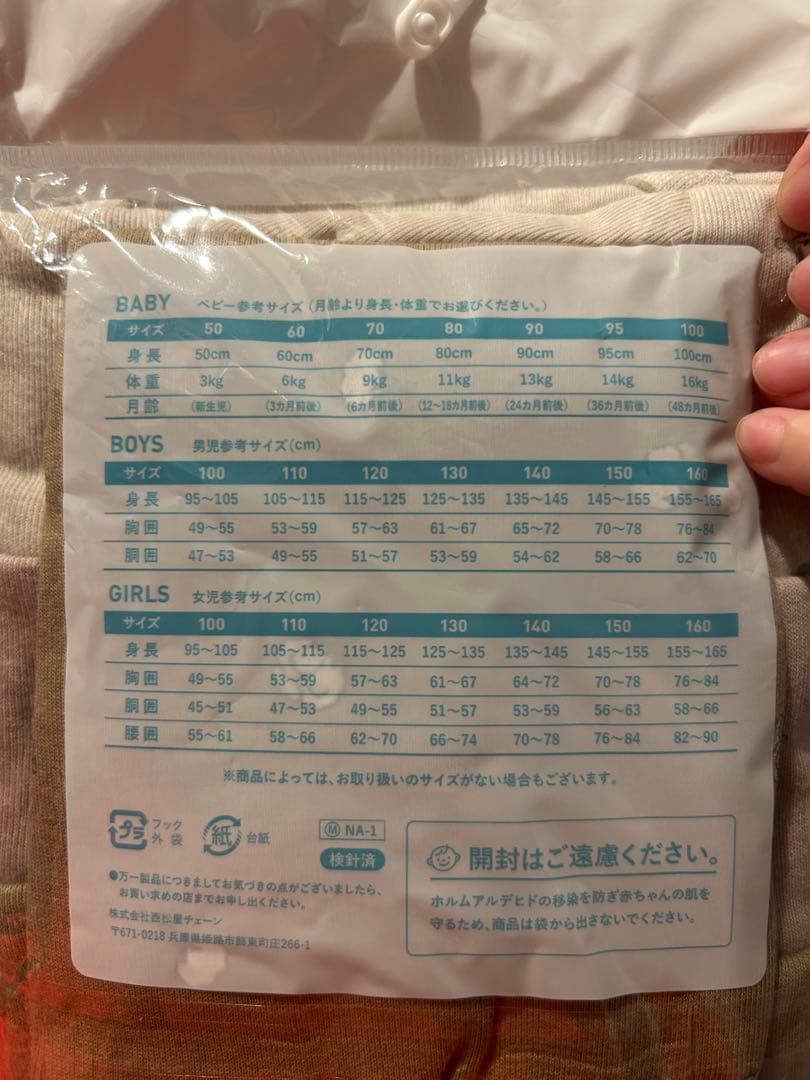 BABY ベビー参考サイズ(月齢より身長・体重でお選びください。)
サイズ 50 60 70 80 90 95 100
身長 50cm 60cm 70cm 80cm 90cm 95cm 100cm
体重 3kg 6kg 9kg 11kg 13kg 14kg 16kg
月齢 (新生児) (3カ月前後) (6カ月前後) (12〜18カ月前後) (24カ月前後) (36カ月前後) (48カ月前後)
BOYS 男児参考サイズ(cm)
サイズ 100 110 120 130 140 150 160
身長 95〜105 105〜115 115〜125 125〜135 135〜145 145〜155 155〜165
胸囲 49〜55 53〜59 57〜63 61〜67 65〜72 70〜78 76〜84
胴囲 47〜53 49〜55 51〜57 53〜59 54〜62 58〜66 62〜70
GIRLS 女児参考サイズ(cm)
サイズ 100 110 120 130 140 150 160
身長 95〜105 105〜115 115〜125 125〜135 135〜145 145〜155 155〜165
胸囲 49〜55 53〜59 57〜63 61〜67 64〜72 70〜78 76〜84
胴囲 45〜51 47〜53 49〜55 51〜57 53〜59 56〜63 58〜66
腰囲 55〜61 58〜66 62〜70 66〜74 70〜78 76〜84 82〜90
※商品によっては、お取り扱いのサイズがない場合もございます。
プラ フック 外袋 紙 台紙
Ⓜ NA-1
検針済
●万一製品につきましてお気づきの点がございましたら、
お買い求めの店までお申し出ください。
株式会社西松屋チェーン
〒671-0218 兵庫県姫路市飾東町庄266-1
開封はご遠慮ください。
ホルムアルデヒドの移染を防ぎ赤ちゃんの肌を
守るため、商品は袋から出さないでください。